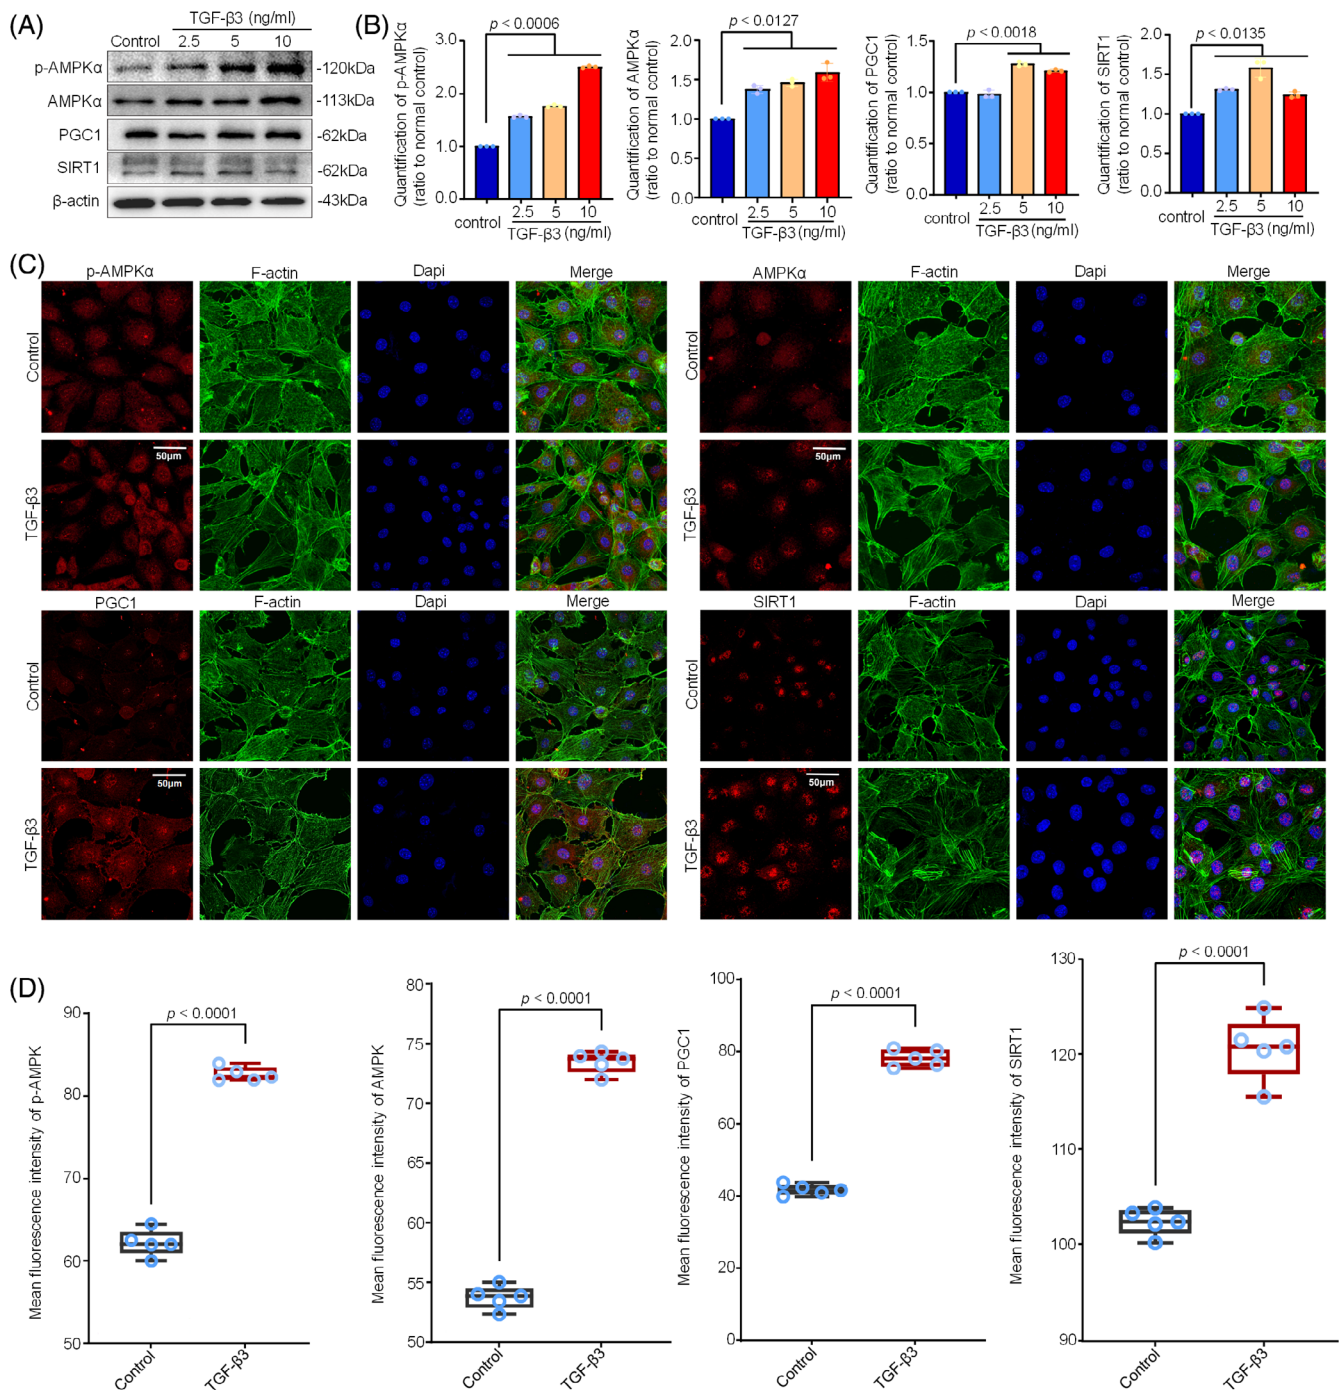 (A)
TGF-β3 (ng/ml)
Control 2.5 5 10
p-AMPKα -120kDa
AMPKα -113kDa
PGC1 -62kDa
SIRT1 -62kDa
β-actin -43kDa
(B)
Quantification of p-AMPKα
(ratio to normal control)
3.0
2.0
1.0
0.0
p < 0.0006
control 2.5 5 10
TGF-β3 (ng/ml)
Quantification of AMPKα
(ratio to normal control)
2.0
1.5
1.0
0.5
0.0
p < 0.0127
control 2.5 5 10
TGF-β3 (ng/ml)
Quantification of PGC1
(ratio to normal control)
1.5
1.0
0.5
0.0
p < 0.0018
control 2.5 5 10
TGF-β3 (ng/ml)
Quantification of SIRT1
(ratio to normal control)
2.0
1.5
1.0
0.5
0.0
p < 0.0135
control 2.5 5 10
TGF-β3 (ng/ml)
(C)
p-AMPKα F-actin Dapi Merge
Control
TGF-β3
50μm
AMPKα F-actin Dapi Merge
Control
TGF-β3
50μm
PGC1 F-actin Dapi Merge
Control
TGF-β3
50μm
SIRT1 F-actin Dapi Merge
Control
TGF-β3
50μm
(D)
Mean fluorescence intensity of p-AMPK
90
80
70
60
50
p < 0.0001
Control TGF-β3
Mean fluorescence intensity of AMPK
80
75
70
65
60
55
50
p < 0.0001
Control TGF-β3
Mean fluorescence intensity of PGC1
100
80
60
40
20
0
p < 0.0001
Control TGF-β3
Mean fluorescence intensity of SIRT1
130
120
110
100
90
p < 0.0001
Control TGF-β3